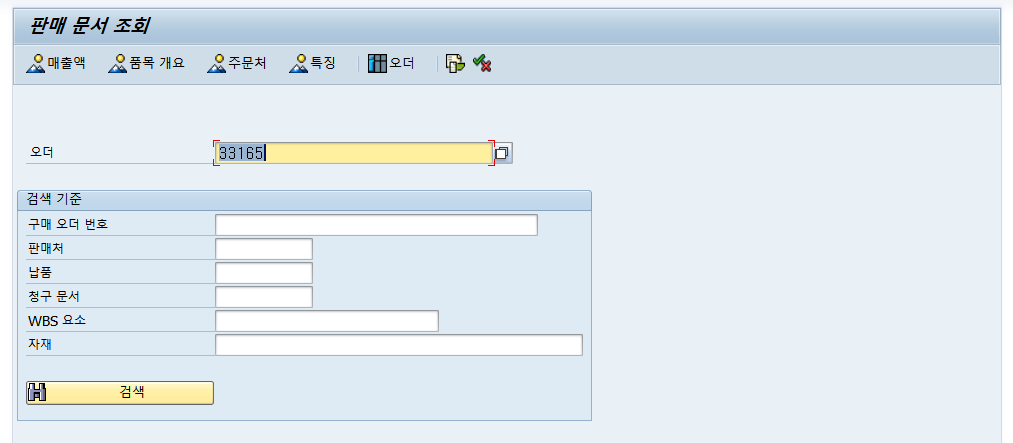 판매 문서 조회
매출액 품목 개요 주문처 특징 오더
오더 33165
검색 기준
구매 오더 번호
판매처
납품
청구 문서
WBS 요소
자재
검색